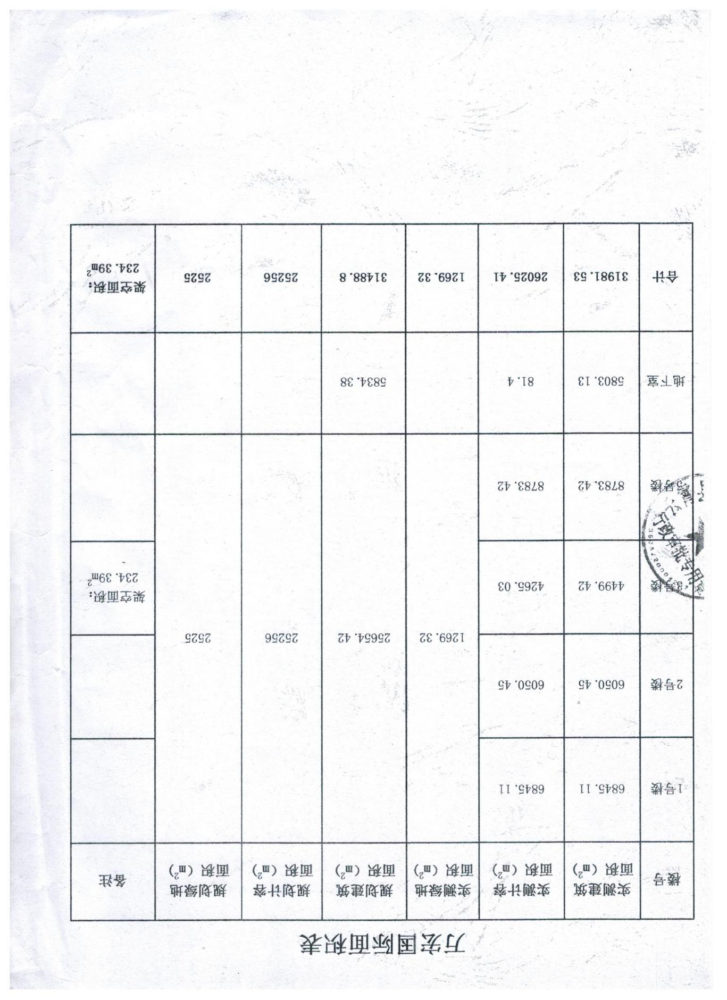 万宏国际面积表
楼号 实测建筑面积（m²） 实测计容面积（m²） 实测绿地面积（m²） 规划建筑面积（m²） 规划计容面积（m²） 规划绿地面积（m²） 备注
1号楼 6845.11 6845.11
2号楼 6050.45 6050.45
1269.32 25654.42 25256 2525
3号楼 4499.42 4265.03 架空面积：
234.39m²
5号楼 8783.42 8783.42
地下室 5803.13 81.4 5834.38
合计 31981.53 26025.41 1269.32 31488.8 25256 2525 架空面积：
234.39m²
政审批专用章